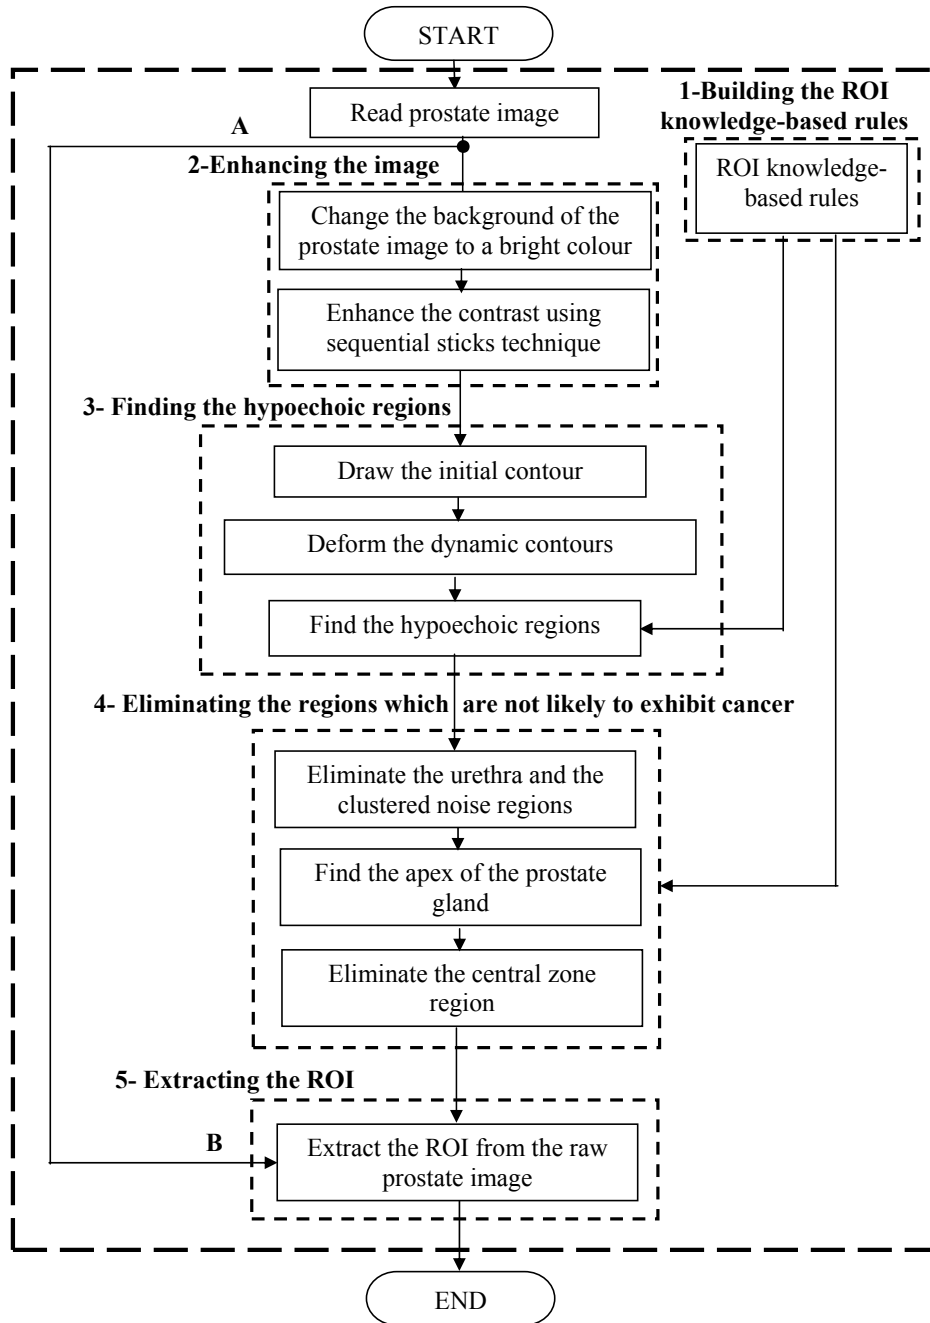 START
Read prostate image
1-Building the ROI
knowledge-based rules
A
2-Enhancing the image
ROI knowledge-
based rules
Change the background of the
prostate image to a bright colour
Enhance the contrast using
sequential sticks technique
3- Finding the hypoechoic regions
Draw the initial contour
Deform the dynamic contours
Find the hypoechoic regions
4- Eliminating the regions which are not likely to exhibit cancer
Eliminate the urethra and the
clustered noise regions
Find the apex of the prostate
gland
Eliminate the central zone
region
5- Extracting the ROI
B
Extract the ROI from the raw
prostate image
END